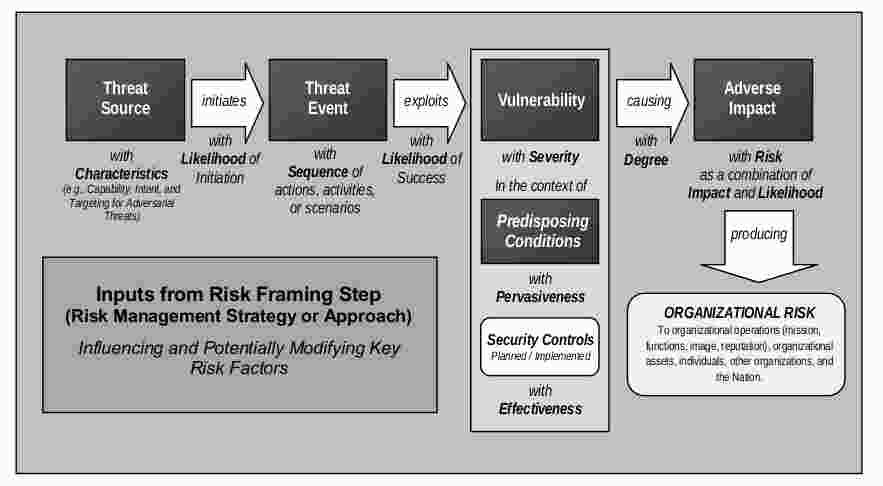 Threat
Source
initiates
Threat
Event
exploits
Vulnerability
causing
Adverse
Impact
with
Characteristics
(e.g., Capability, Intent, and
Targeting for Adversarial
Threats)
with
Likelihood of
Initiation
with
Sequence of
actions, activities,
or scenarios
with
Likelihood of
Success
with Severity
In the context of
Predisposing
Conditions
with
Pervasiveness
Security Controls
Planned / Implemented
with
Effectiveness
with
Degree
with Risk
as a combination of
Impact and Likelihood
producing
ORGANIZATIONAL RISK
To organizational operations (mission,
functions, image, reputation), organizational
assets, individuals, other organizations, and
the Nation.
Inputs from Risk Framing Step
(Risk Management Strategy or Approach)
Influencing and Potentially Modifying Key
Risk Factors